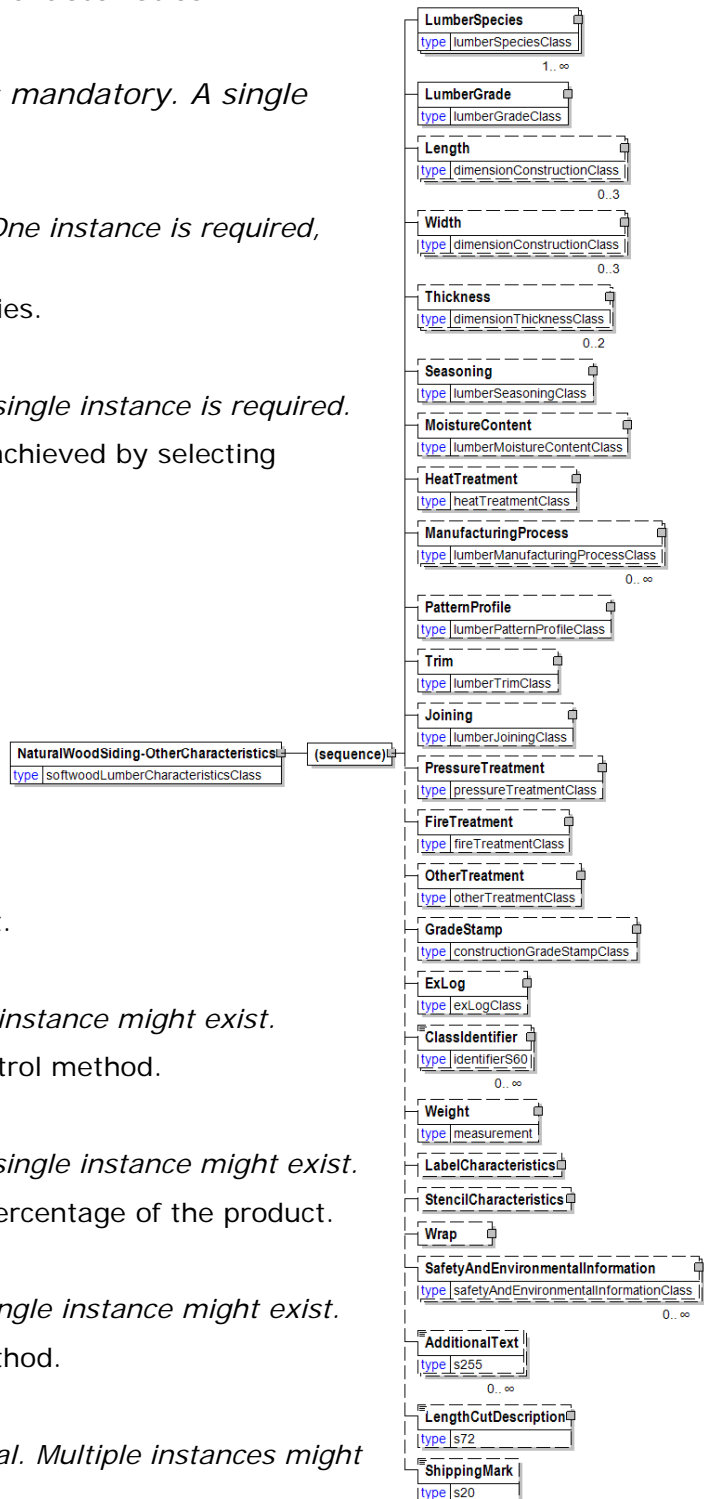 s mandatory. A single
One instance is required,
ies.
single instance is required.
achieved by selecting
t.
instance might exist.
trol method.
single instance might exist.
ercentage of the product.
ngle instance might exist.
thod.
al. Multiple instances might
NaturalWoodSiding-OtherCharacteristics
type softwoodLumberCharacteristicsClass
(sequence)
LumberSpecies
type lumberSpeciesClass
1.. ∞
LumberGrade
type lumberGradeClass
Length
type dimensionConstructionClass
0..3
Width
type dimensionConstructionClass
0..3
Thickness
type dimensionThicknessClass
0..2
Seasoning
type lumberSeasoningClass
MoistureContent
type lumberMoistureContentClass
HeatTreatment
type heatTreatmentClass
ManufacturingProcess
type lumberManufacturingProcessClass
0.. ∞
PatternProfile
type lumberPatternProfileClass
Trim
type lumberTrimClass
Joining
type lumberJoiningClass
PressureTreatment
type pressureTreatmentClass
FireTreatment
type fireTreatmentClass
OtherTreatment
type otherTreatmentClass
GradeStamp
type constructionGradeStampClass
ExLog
type exLogClass
ClassIdentifier
type identifierS60
0.. ∞
Weight
type measurement
LabelCharacteristics
StencilCharacteristics
Wrap
SafetyAndEnvironmentalInformation
type safetyAndEnvironmentalInformationClass
0.. ∞
AdditionalText
type s255
0.. ∞
LengthCutDescription
type s72
ShippingMark
type s20